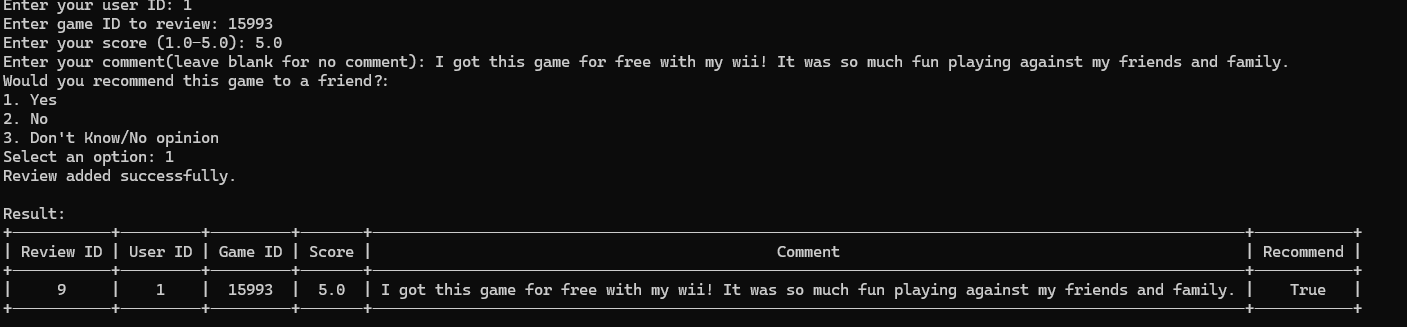 Enter your user ID: 1
Enter game ID to review: 15993
Enter your score (1.0-5.0): 5.0
Enter your comment(leave blank for no comment): I got this game for free with my wii! It was so much fun playing against my friends and family.
Would you recommend this game to a friend?:
1. Yes
2. No
3. Don't Know/No opinion
Select an option: 1
Review added successfully.
Result:
| Review ID | User ID | Game ID | Score | Comment | Recommend |
| 9 | 1 | 15993 | 5.0 | I got this game for free with my wii! It was so much fun playing against my friends and family. | True |